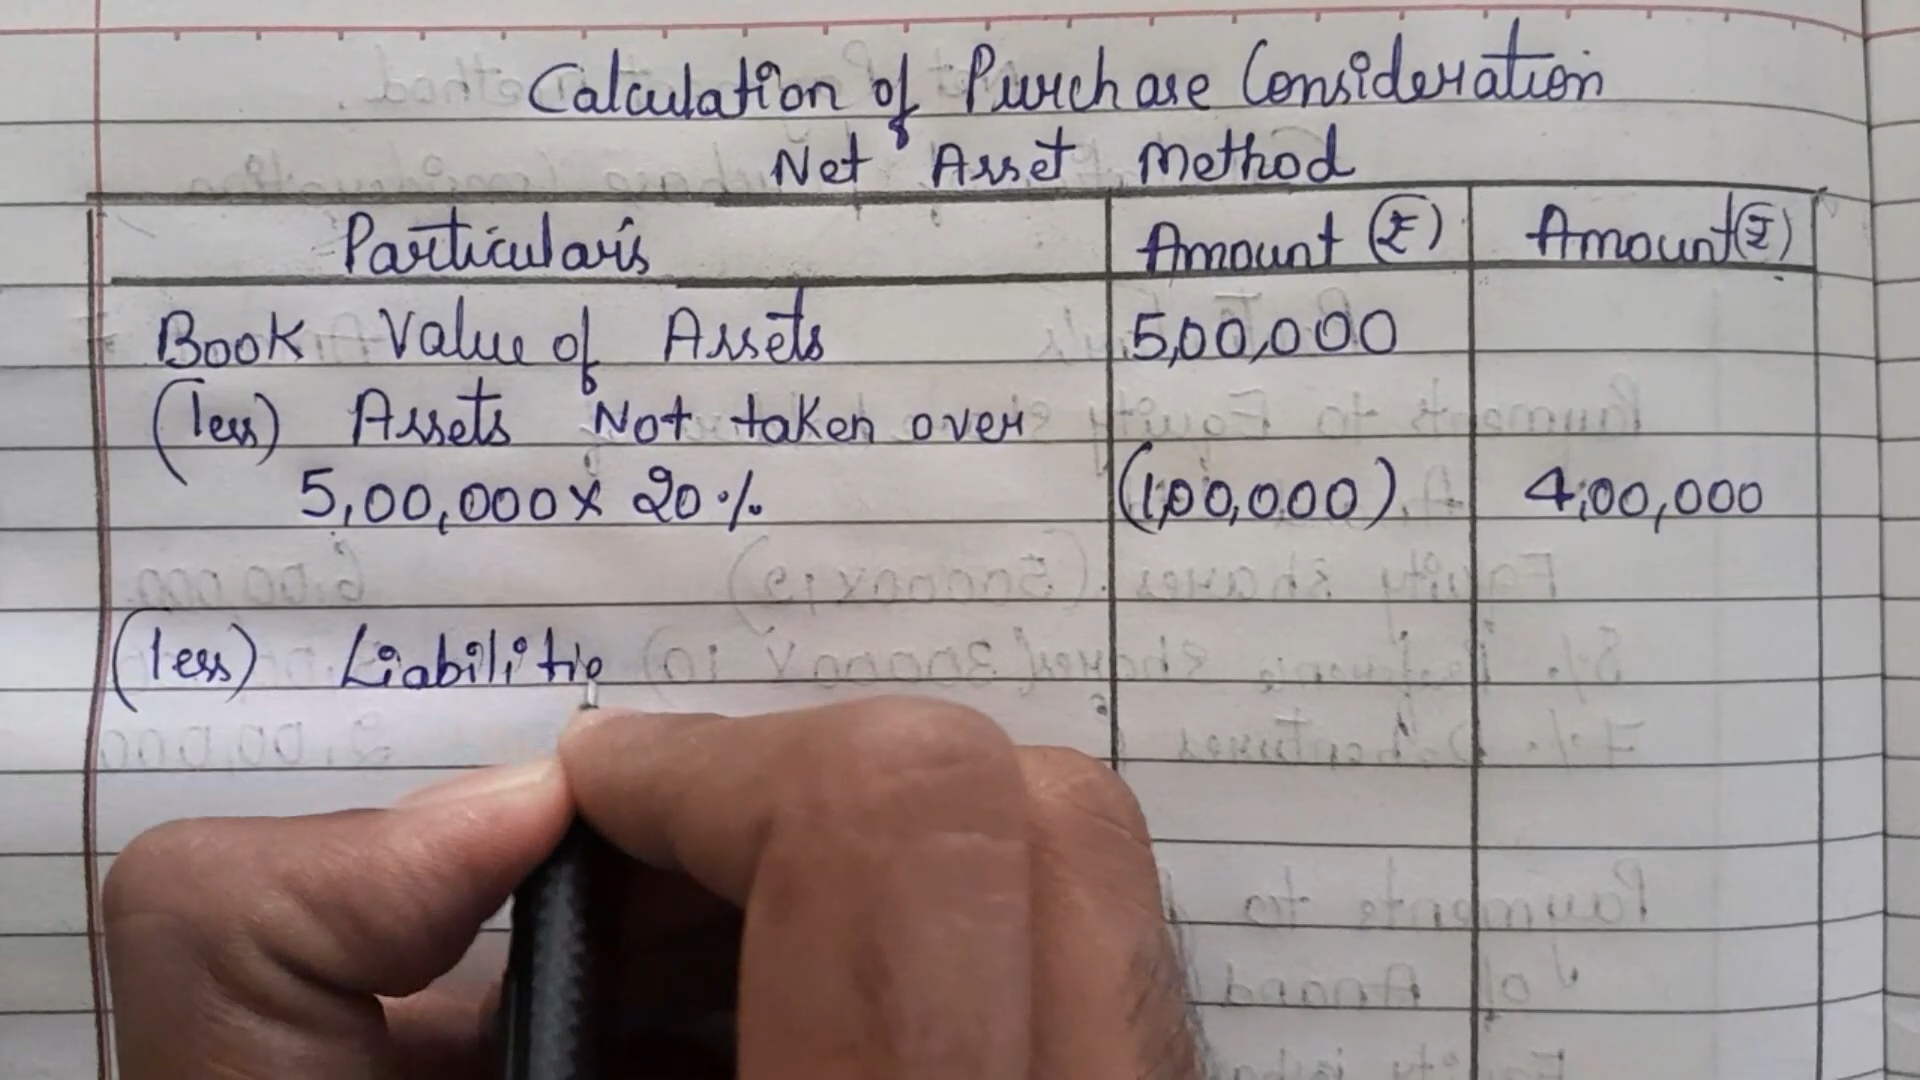 Calculation of Purchase Consideration
Net Asset Method
Particulars Amount (₹) Amount (₹)
Book Value of Assets 5,00,000
(less) Assets Not taken over
5,00,000 x 20% (1,00,000) 4,00,000
(less) Liabilitie